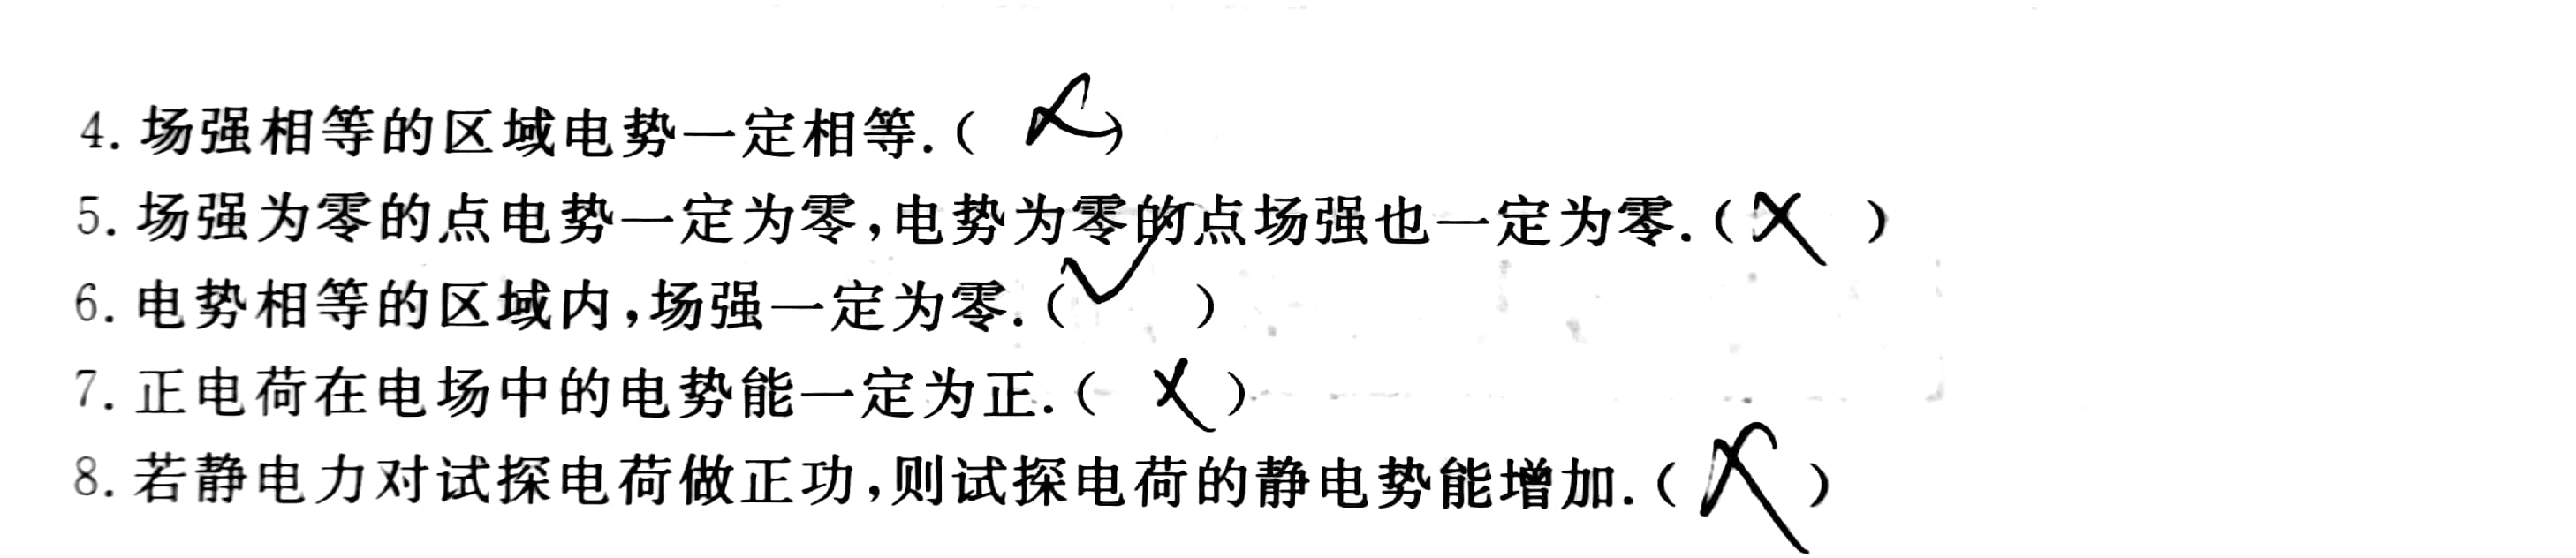 4. 场强相等的区域电势一定相等.( × )
5. 场强为零的点电势一定为零,电势为零的点场强也一定为零.( × )
6. 电势相等的区域内,场强一定为零.( ✓ )
7. 正电荷在电场中的电势能一定为正.( × )
8. 若静电力对试探电荷做正功,则试探电荷的静电势能增加.( × )